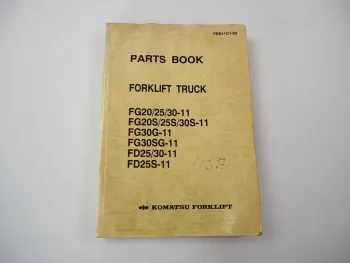 PARTS BOOK
FORKLIFT TRUCK
FG20/25/30-11
FG20S/25S/30S-11
FG30G-11
FG30SG-11
FD25/30-11
FD25S-11
KOMATSU FORKLIFT